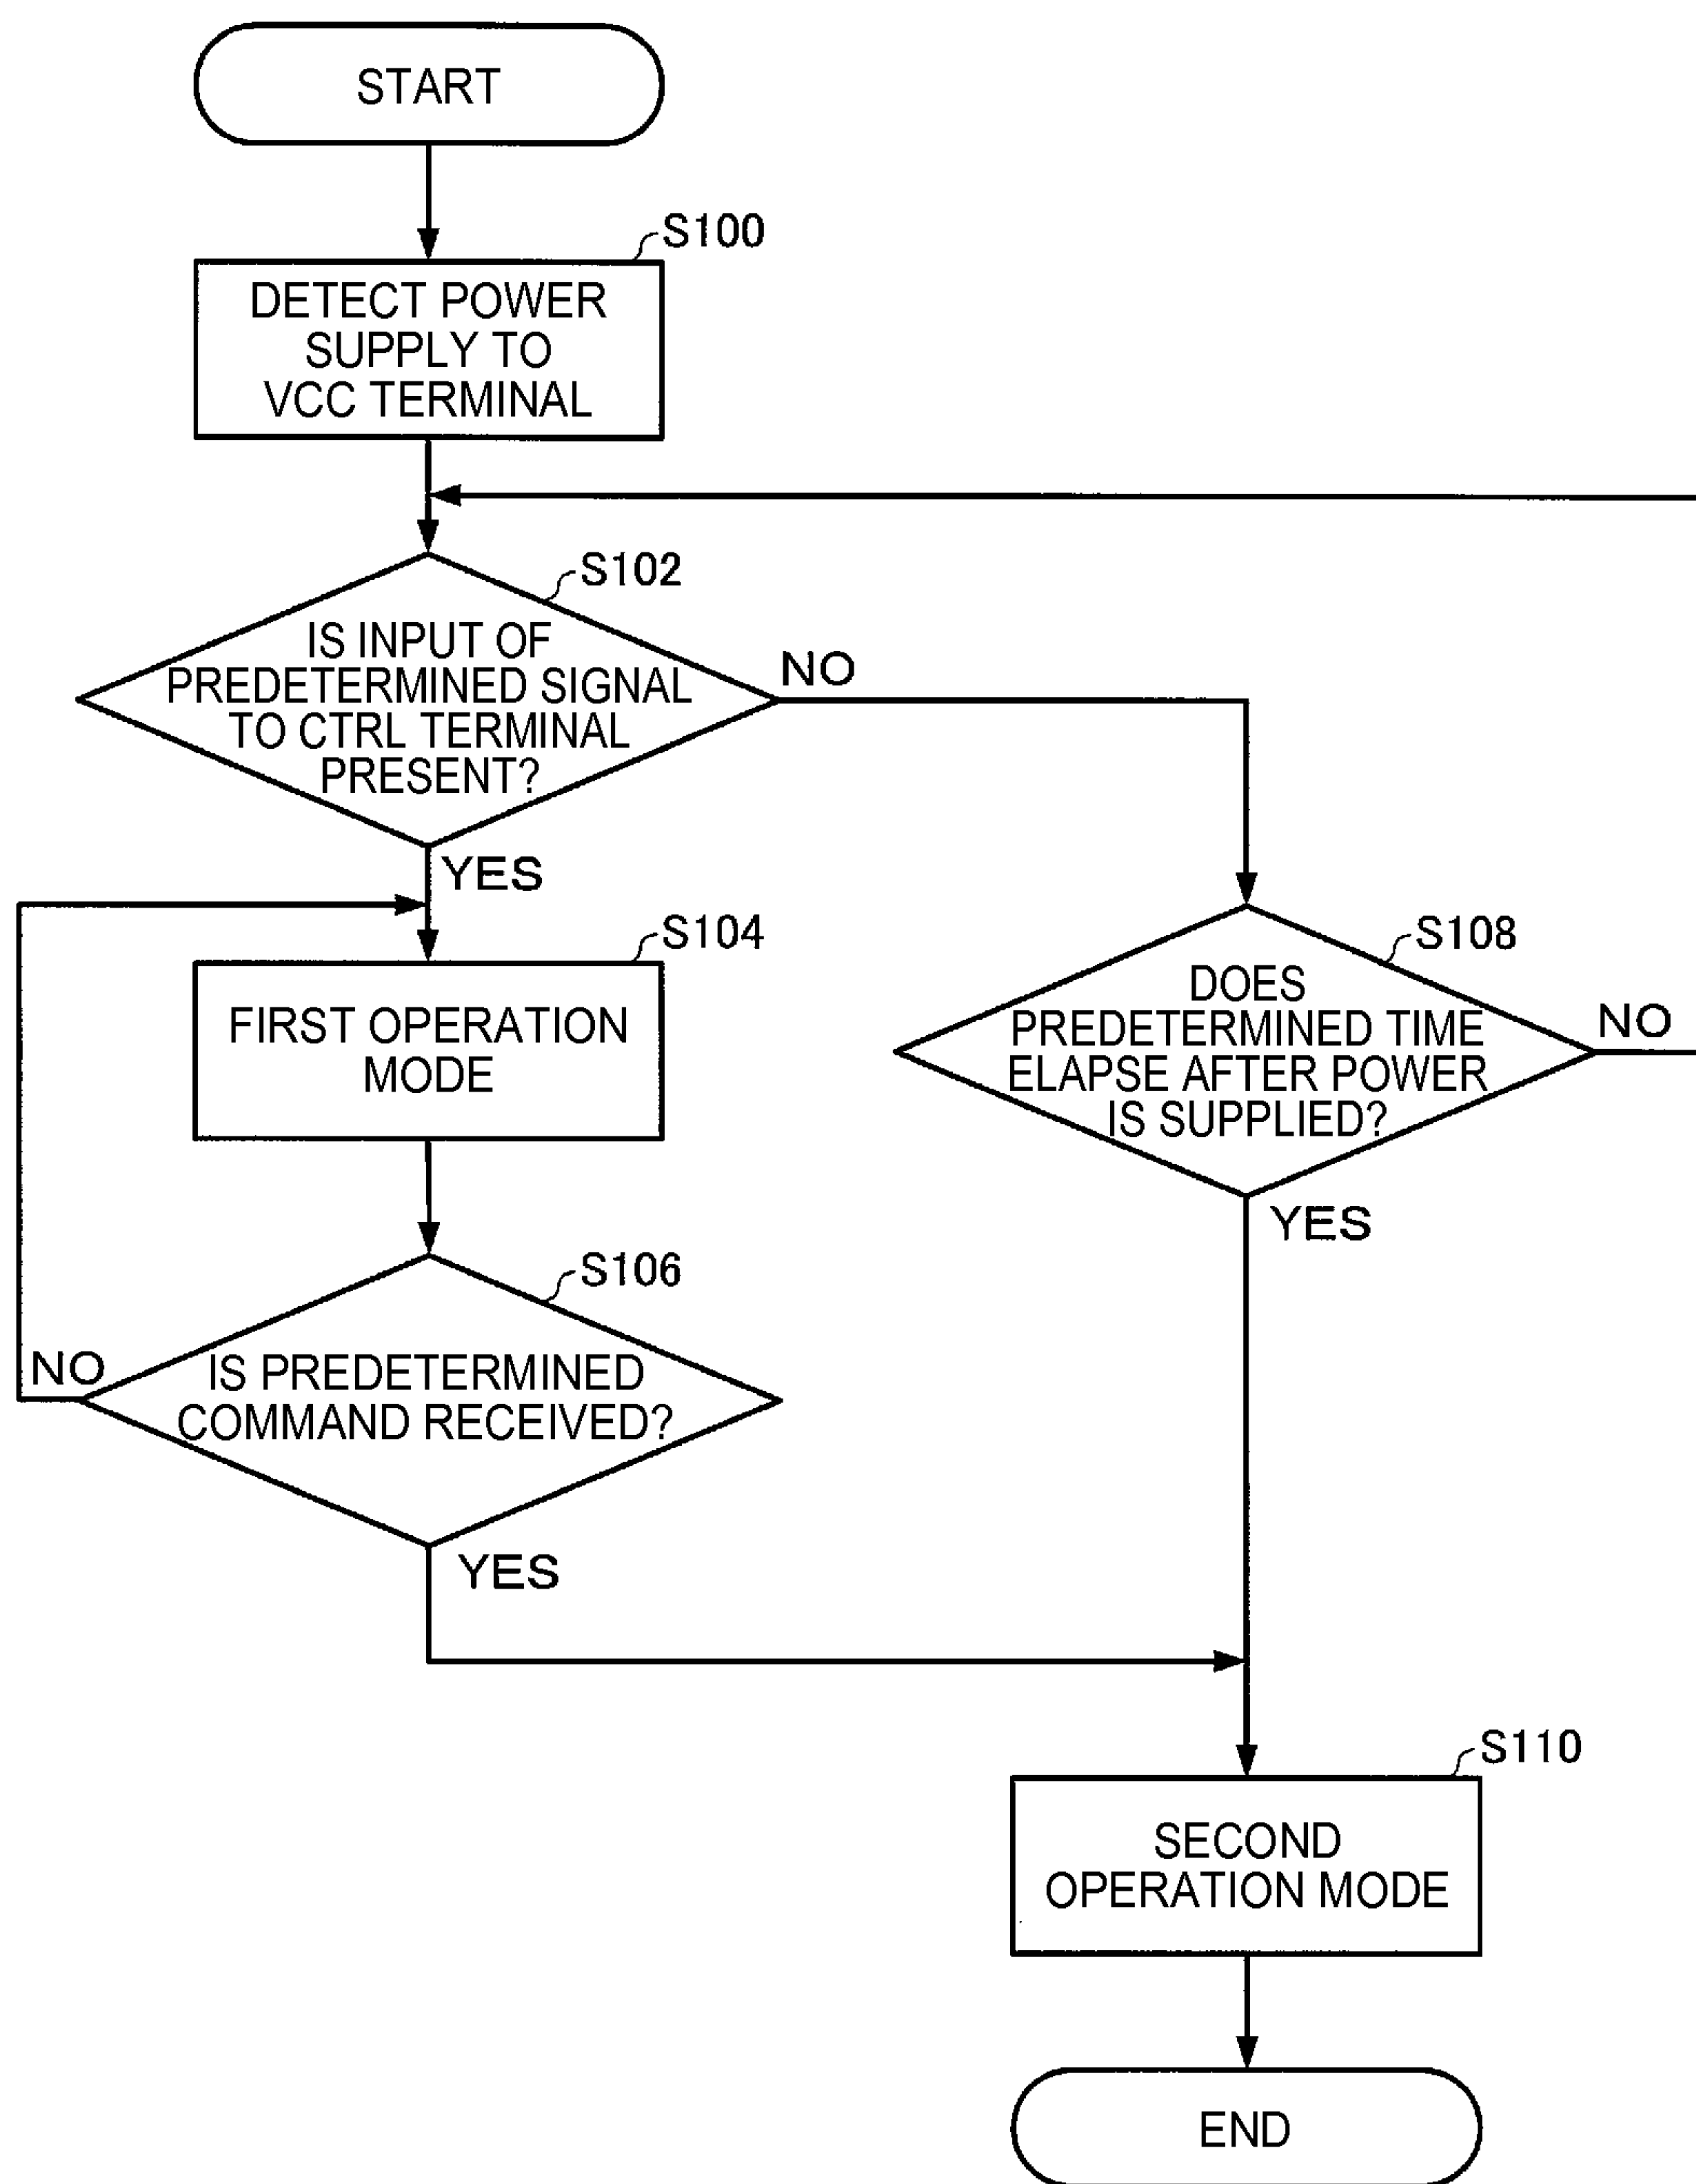 START
S100
DETECT POWER
SUPPLY TO
VCC TERMINAL
S102
IS INPUT OF
PREDETERMINED SIGNAL
TO CTRL TERMINAL
PRESENT?
NO
YES
S104
FIRST OPERATION
MODE
S108
DOES
PREDETERMINED TIME
ELAPSE AFTER POWER
IS SUPPLIED?
NO
YES
S106
IS PREDETERMINED
COMMAND RECEIVED?
NO
YES
S110
SECOND
OPERATION MODE
END